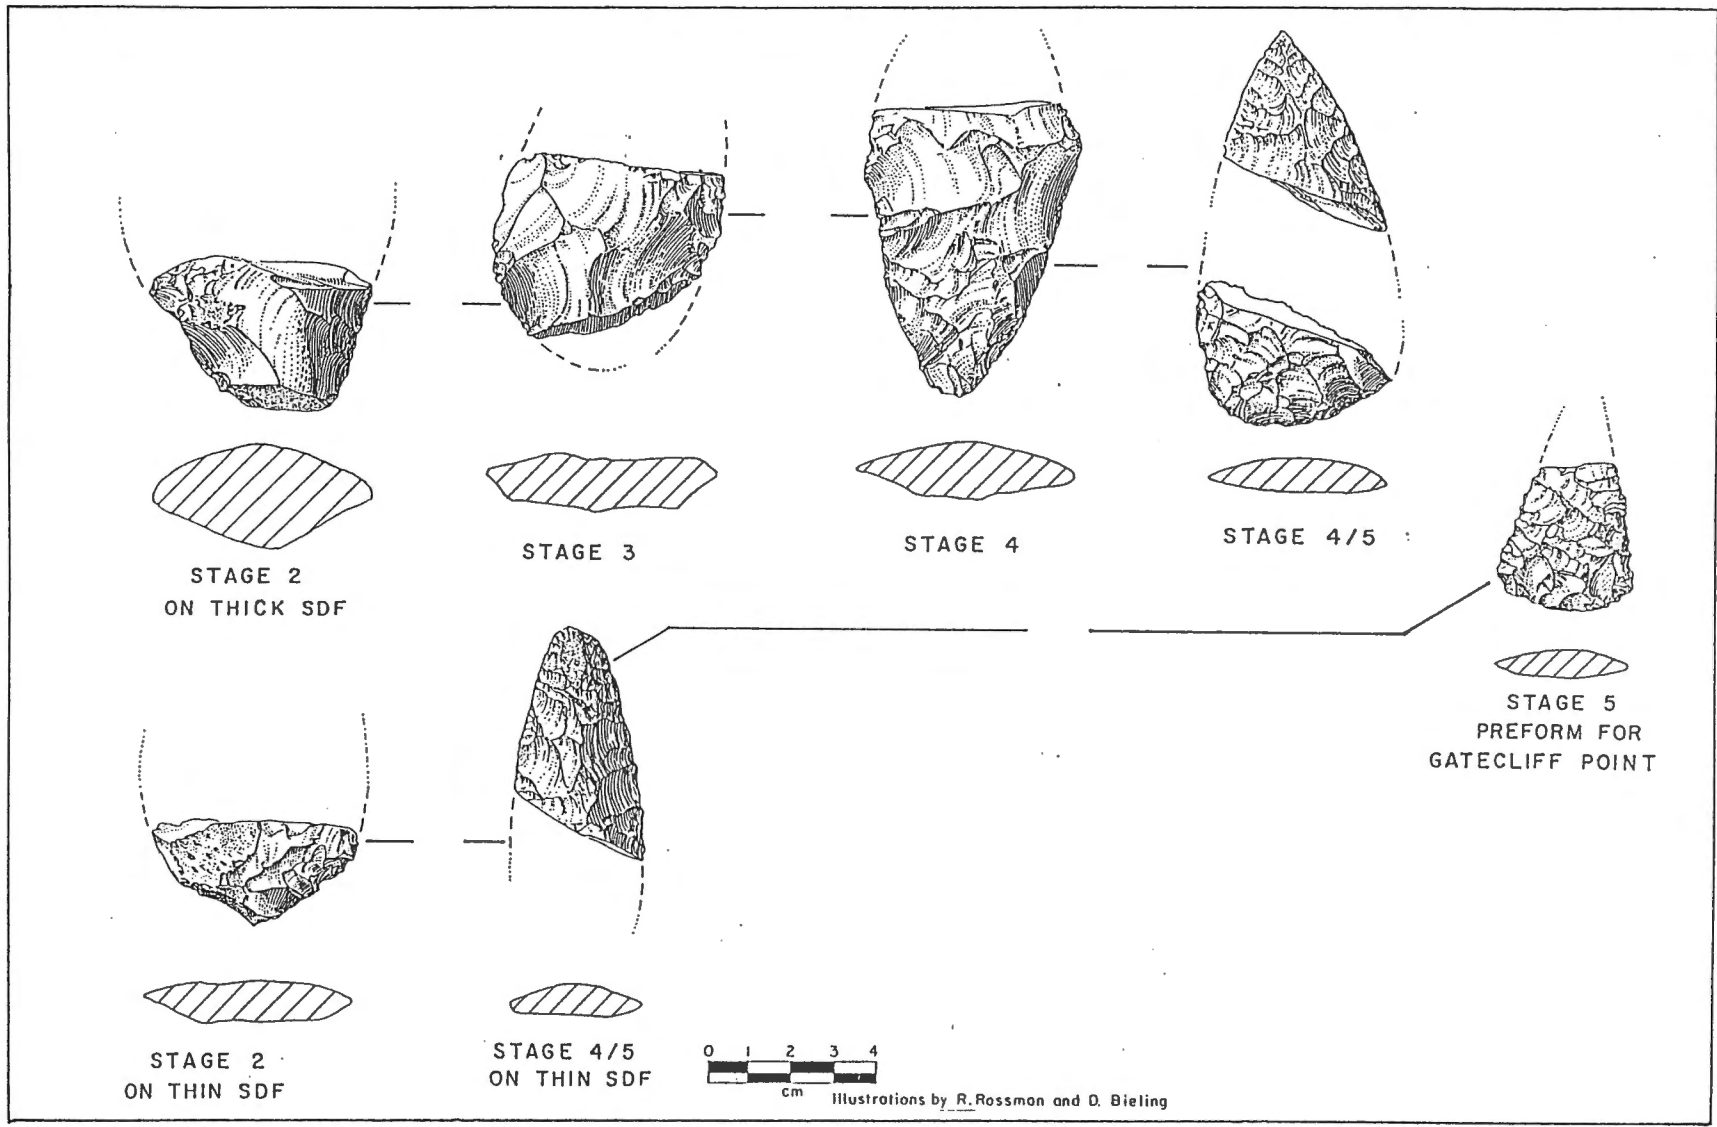 STAGE 2
ON THICK SDF
STAGE 3
STAGE 4
STAGE 4/5
STAGE 5
PREFORM FOR
GATECLIFF POINT
STAGE 2
ON THIN SDF
STAGE 4/5
ON THIN SDF
0 1 2 3 4
cm
Illustrations by R. Rossman and D. Bieling